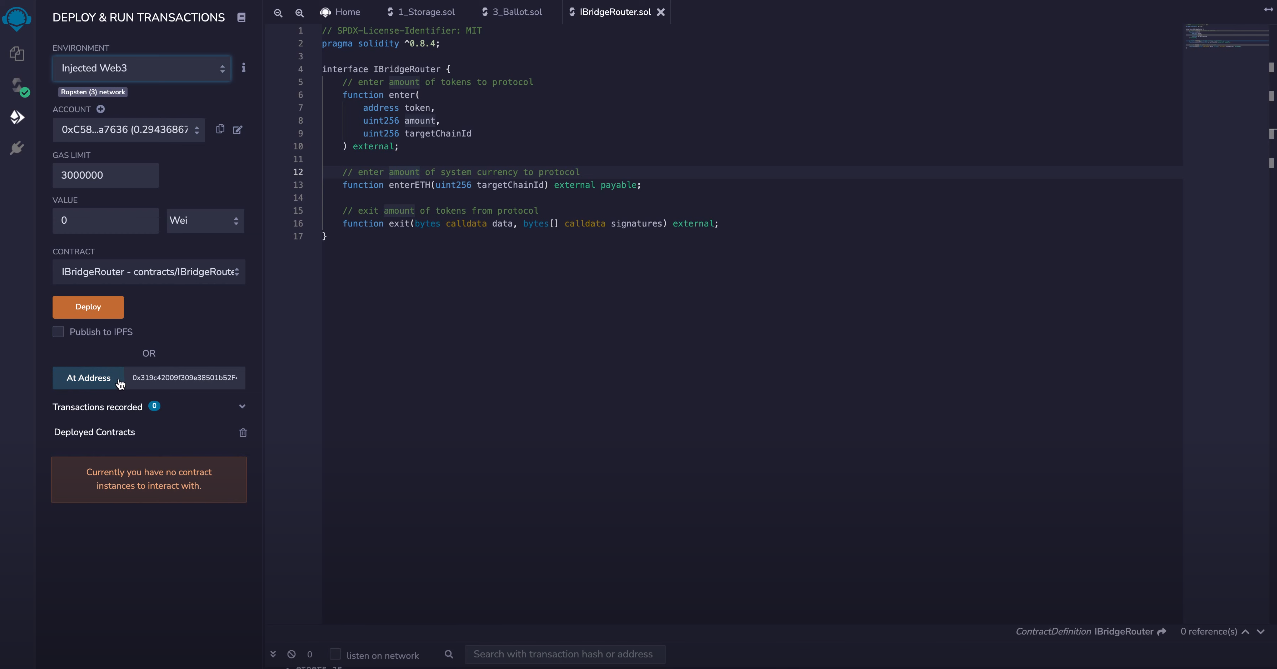 DEPLOY & RUN TRANSACTIONS
ENVIRONMENT
Injected Web3
Ropsten (3) network
ACCOUNT
0xC58...a7636 (0.29436867
GAS LIMIT
3000000
VALUE
0 Wei
CONTRACT
IBridgeRouter - contracts/IBridgeRoute
Deploy
Publish to IPFS
OR
At Address 0x319c42009f309a38501b52F
Transactions recorded 0
Deployed Contracts
Currently you have no contract
instances to interact with.
Home 1_Storage.sol 3_Ballot.sol IBridgeRouter.sol
1 // SPDX-License-Identifier: MIT
2 pragma solidity ^0.8.4;
3
4 interface IBridgeRouter {
5 // enter amount of tokens to protocol
6 function enter(
7 address token,
8 uint256 amount,
9 uint256 targetChainId
10 ) external;
11
12 // enter amount of system currency to protocol
13 function enterETH(uint256 targetChainId) external payable;
14
15 // exit amount of tokens from protocol
16 function exit(bytes calldata data, bytes[] calldata signatures) external;
17 }
ContractDefinition IBridgeRouter 0 reference(s)
0 listen on network Search with transaction hash or address